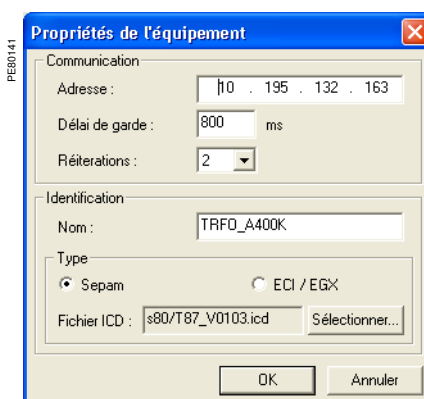 PE80141
Propriétés de l'équipement
Communication
Adresse : 10 . 195 . 132 . 163
Délai de garde : 800 ms
Réiterations : 2
Identification
Nom : TRFO_A400K
Type
Sepam ECI / EGX
Fichier ICD : s80/T87_V0103.icd Sélectionner...
OK Annuler